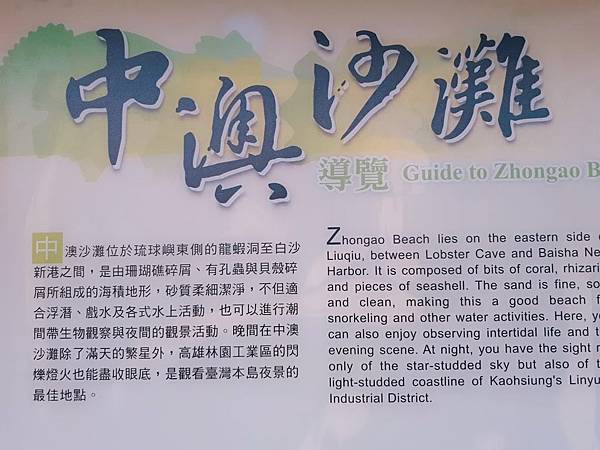 中澳沙灘
導覽 Guide to Zhongao
中澳沙灘位於琉球嶼東側的龍蝦洞至白沙
新港之間，是由珊瑚礁碎屑、有孔蟲與貝殼碎
屑所組成的海積地形，砂質柔細潔淨，不但適
合浮潛、戲水及各式水上活動，也可以進行潮
間帶生物觀察與夜間的觀景活動。晚間在中澳
沙灘除了滿天的繁星外，高雄林園工業區的閃
爍燈火也能盡收眼底，是觀看臺灣本島夜景的
最佳地點。
Zhongao Beach lies on the eastern side
Liuqiu, between Lobster Cave and Baisha
Harbor. It is composed of bits of coral,
and pieces of seashell. The sand is fine,
and clean, making this a good beach
snorkeling and other water activities. Here,
can also enjoy observing intertidal life and
evening scene. At night, you have the sight
only of the star-studded sky but also of
light-studded coastline of Kaohsiung's
Industrial District.